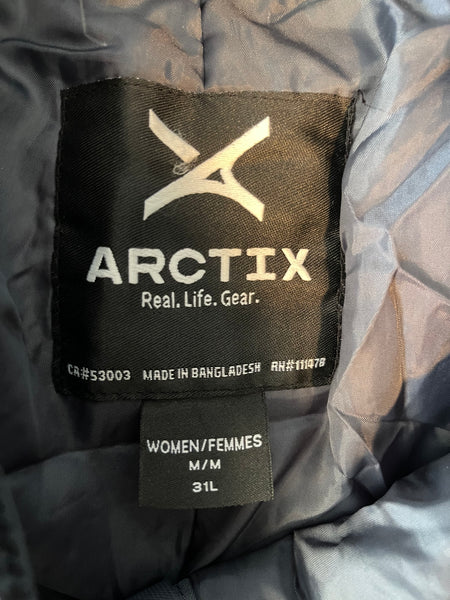 ARCTIX
Real. Life. Gear.
CA#53003 MADE IN BANGLADESH RN#111478
WOMEN/FEMMES
M/M
31L